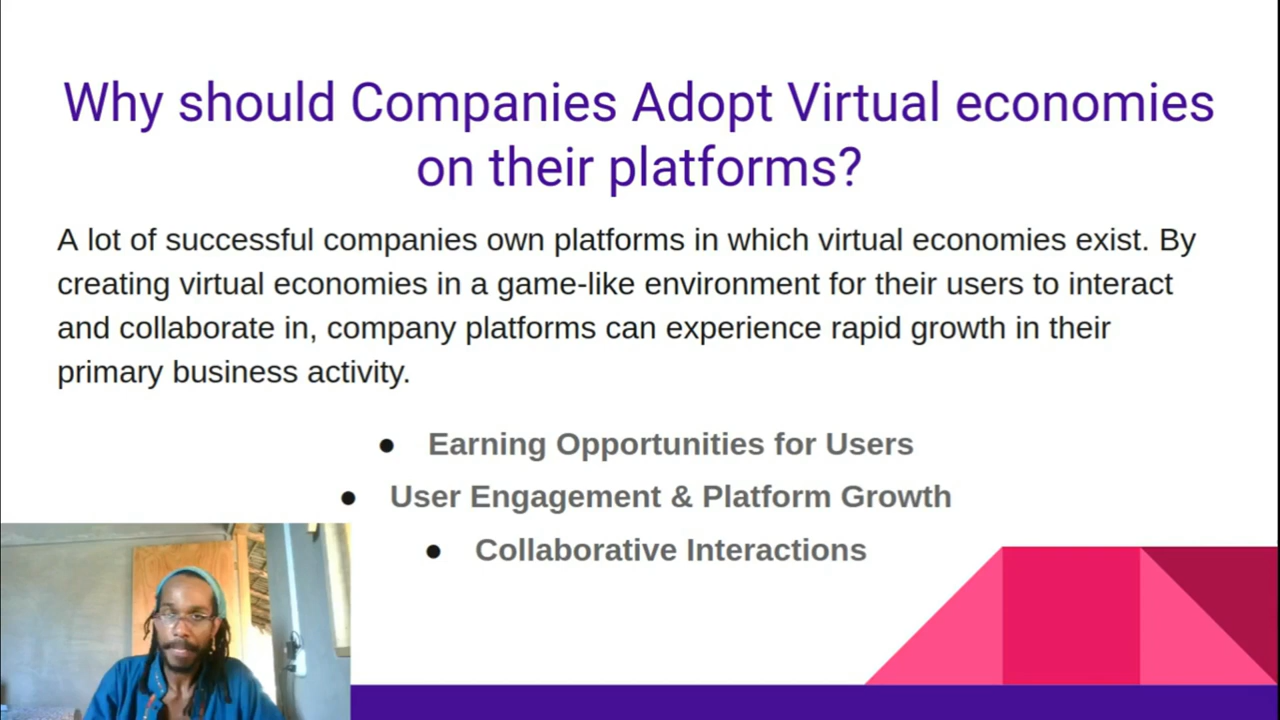 Why should Companies Adopt Virtual economies
on their platforms?
A lot of successful companies own platforms in which virtual economies exist. By
creating virtual economies in a game-like environment for their users to interact
and collaborate in, company platforms can experience rapid growth in their
primary business activity.
● Earning Opportunities for Users
● User Engagement & Platform Growth
● Collaborative Interactions